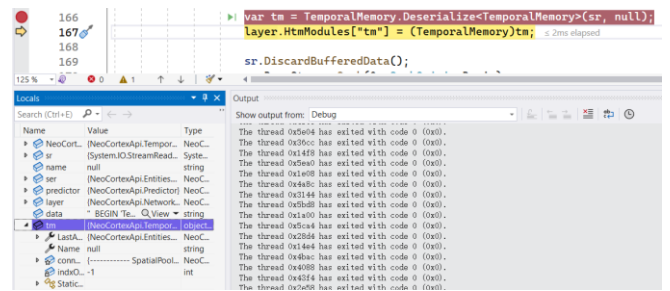 166
var tm = TemporalMemory.Deserialize<TemporalMemory>(sr, null);
167
layer.HtmModules["tm"] = (TemporalMemory)tm; ≤ 2ms elapsed
168
169
sr.DiscardBufferedData();
125 %
0
1
Locals
Output
Search (Ctrl+E)
Show output from: Debug
Name Value Type
NeoCort... {NeoCortexApi.Tempor... NeoC...
sr {System.IO.StreamRead... Syste...
name null string
ser {NeoCortexApi.Entities... NeoC...
predictor {NeoCortexApi.Predictor} NeoC...
layer {NeoCortexApi.Network... NeoC...
data " BEGIN 'Te... View string
tm {NeoCortexApi.Tempor... object...
LastA... {NeoCortexApi.Entities... NeoC...
Name null string
conn... {------------ SpatialPool... NeoC...
indxO... -1 int
Static...
The thread 0x5e04 has exited with code 0 (0x0).
The thread 0x36cc has exited with code 0 (0x0).
The thread 0x14f8 has exited with code 0 (0x0).
The thread 0x5ea0 has exited with code 0 (0x0).
The thread 0x1e08 has exited with code 0 (0x0).
The thread 0x4a8c has exited with code 0 (0x0).
The thread 0x3144 has exited with code 0 (0x0).
The thread 0x5bd8 has exited with code 0 (0x0).
The thread 0x1a00 has exited with code 0 (0x0).
The thread 0x5ca4 has exited with code 0 (0x0).
The thread 0x28d4 has exited with code 0 (0x0).
The thread 0x14e4 has exited with code 0 (0x0).
The thread 0x4bac has exited with code 0 (0x0).
The thread 0x4088 has exited with code 0 (0x0).
The thread 0x43f4 has exited with code 0 (0x0).
The thread 0x2e58 has exited with code 0 (0x0).